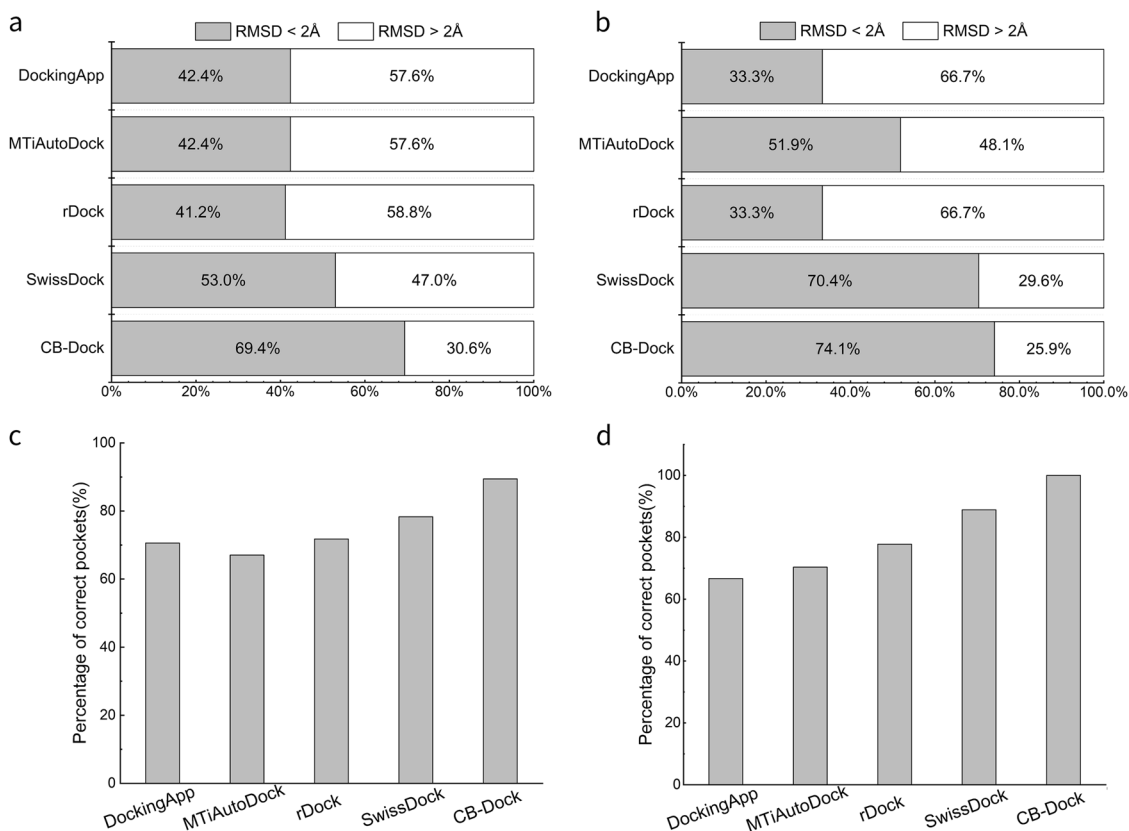 a
RMSD < 2Å RMSD > 2Å
DockingApp 42.4% 57.6%
MTiAutoDock 42.4% 57.6%
rDock 41.2% 58.8%
SwissDock 53.0% 47.0%
CB-Dock 69.4% 30.6%
0% 20% 40% 60% 80% 100%
b
RMSD < 2Å RMSD > 2Å
DockingApp 33.3% 66.7%
MTiAutoDock 51.9% 48.1%
rDock 33.3% 66.7%
SwissDock 70.4% 29.6%
CB-Dock 74.1% 25.9%
0.0% 20.0% 40.0% 60.0% 80.0% 100.0%
c
Percentage of correct pockets(%)
100
80
60
40
20
0
DockingApp MTiAutoDock rDock SwissDock CB-Dock
d
Percentage of correct pockets(%)
100
80
60
40
20
0
DockingApp MTiAutoDock rDock SwissDock CB-Dock